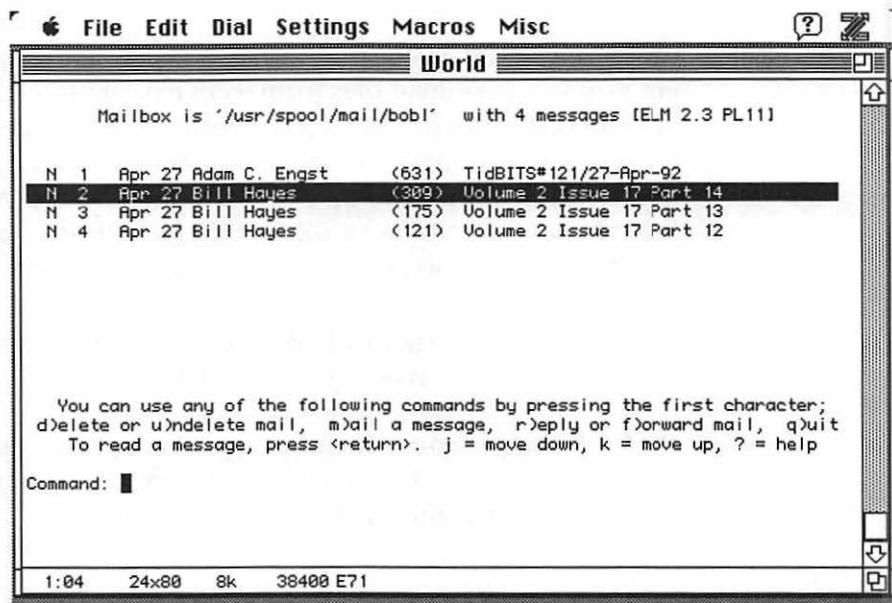 File Edit Dial Settings Macros Misc
World
Mailbox is '/usr/spool/mail/bobl' with 4 messages [ELM 2.3 PL11]
N 1 Apr 27 Adam C. Engst (631) TidBITS#121/27-Apr-92
N 2 Apr 27 Bill Hayes (309) Volume 2 Issue 17 Part 14
N 3 Apr 27 Bill Hayes (175) Volume 2 Issue 17 Part 13
N 4 Apr 27 Bill Hayes (121) Volume 2 Issue 17 Part 12
You can use any of the following commands by pressing the first character;
d)elete or u)ndelete mail, m)ail a message, r)eply or f)orward mail, q)uit
To read a message, press <return>. j = move down, k = move up, ? = help
Command:
1:04 24x80 8k 38400 E71